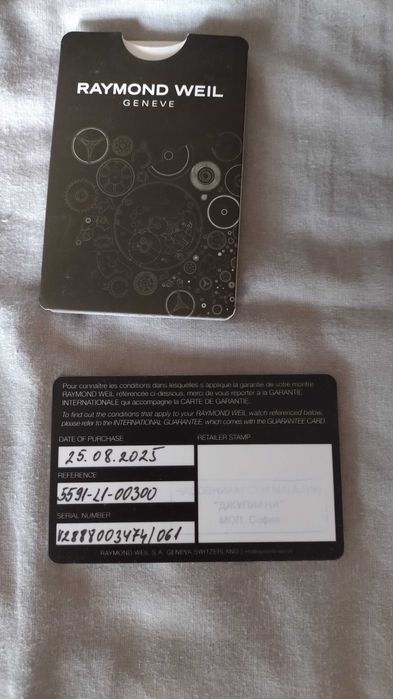 RAYMOND WEIL
GENEVE
Pour connaître les conditions dans lesquelles s'applique la garantie de votre montre
RAYMOND WEIL référencée ci-dessous, merci de vous reporter à la GARANTIE
INTERNATIONALE qui accompagne la CARTE DE GARANTIE.
To find out the conditions that apply to your RAYMOND WEIL watch referenced below,
please refer to the INTERNATIONAL GUARANTEE, which comes with the GUARANTEE CARD.
DATE OF PURCHASE
25.08.2025
RETAILER STAMP
REFERENCE
5591-L1-00300
"ДЖУЛИАНИ"
МОЛ, София
SERIAL NUMBER
V2888003474/061
RAYMOND WEIL S.A. GENEVA SWITZERLAND |